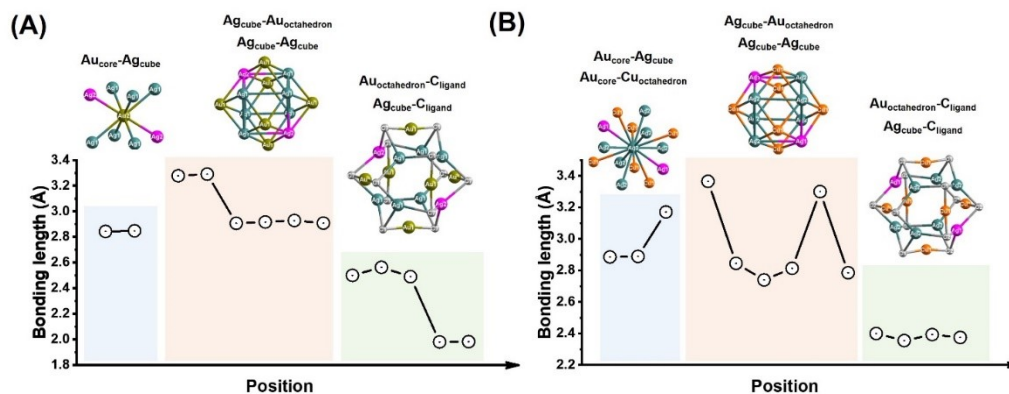 (A)
Au_core-Ag_cube
Ag_cube-Au_octahedron
Ag_cube-Ag_cube
Au_octahedron-C_ligand
Ag_cube-C_ligand
Bonding length (Å)
3.4
3.2
3.0
2.8
2.6
2.4
2.2
2.0
1.8
Position
(B)
Au_core-Ag_cube
Au_core-Cu_octahedron
Ag_cube-Au_octahedron
Ag_cube-Ag_cube
Au_octahedron-C_ligand
Ag_cube-C_ligand
Bonding length (Å)
3.4
3.2
3.0
2.8
2.6
2.4
2.2
Position